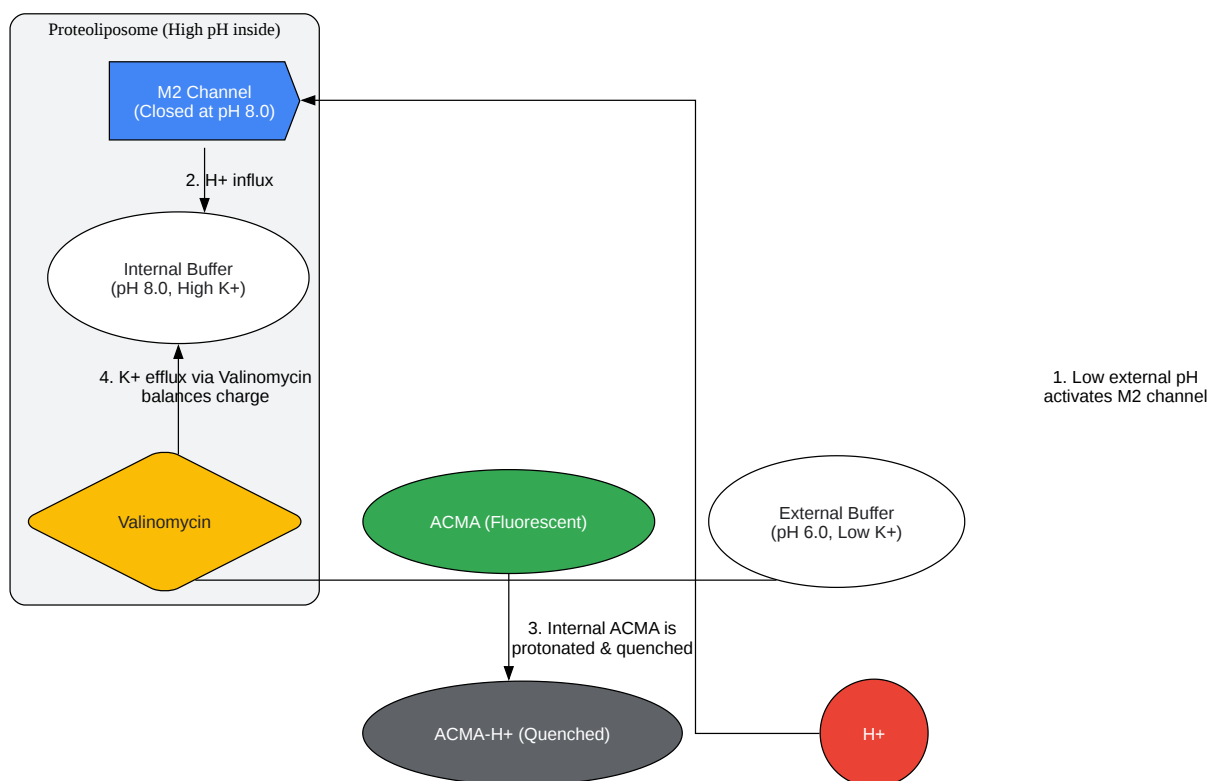 Proteoliposome (High pH inside)
M2 Channel
(Closed at pH 8.0)
2. H+ influx
Internal Buffer
(pH 8.0, High K+)
4. K+ efflux via Valinomycin
balances charge
1. Low external pH
activates M2 channel
Valinomycin
ACMA (Fluorescent)
External Buffer
(pH 6.0, Low K+)
3. Internal ACMA is
protonated & quenched
ACMA-H+ (Quenched)
H+